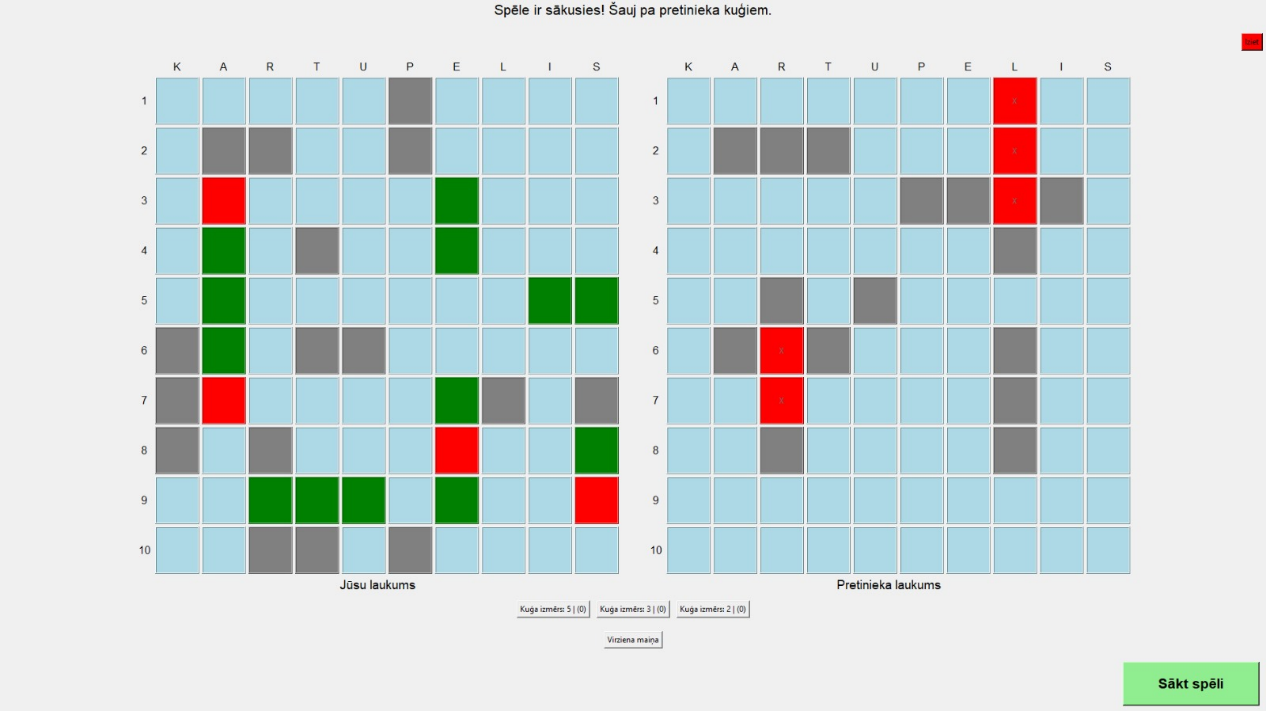 Spēle ir sākusies! Šauj pa pretinieka kuģiem.
K A R T U P E L I S K A R T U P E L I S
1 1 x
2 2 x
3 3 x
4 4
5 5
6 6 x
7 7 x
8 8
9 9
10 10
Jūsu laukums Pretinieka laukums
Kuģa izmērs: 5 | (0) Kuģa izmērs: 3 | (0) Kuģa izmērs: 2 | (0)
Virziena maiņa
Sākt spēli